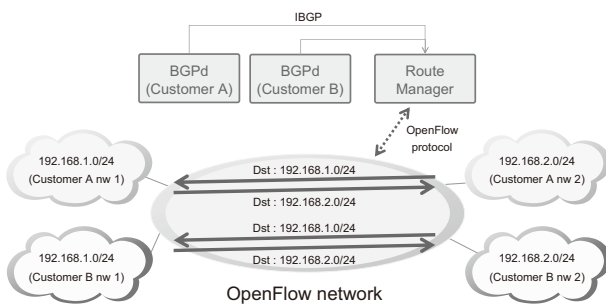 IBGP
BGPd
(Customer A)
BGPd
(Customer B)
Route
Manager
OpenFlow
protocol
192.168.1.0/24
(Customer A nw 1)
Dst : 192.168.1.0/24
192.168.2.0/24
(Customer A nw 2)
Dst : 192.168.2.0/24
Dst : 192.168.1.0/24
192.168.1.0/24
(Customer B nw 1)
192.168.2.0/24
(Customer B nw 2)
Dst : 192.168.2.0/24
OpenFlow network